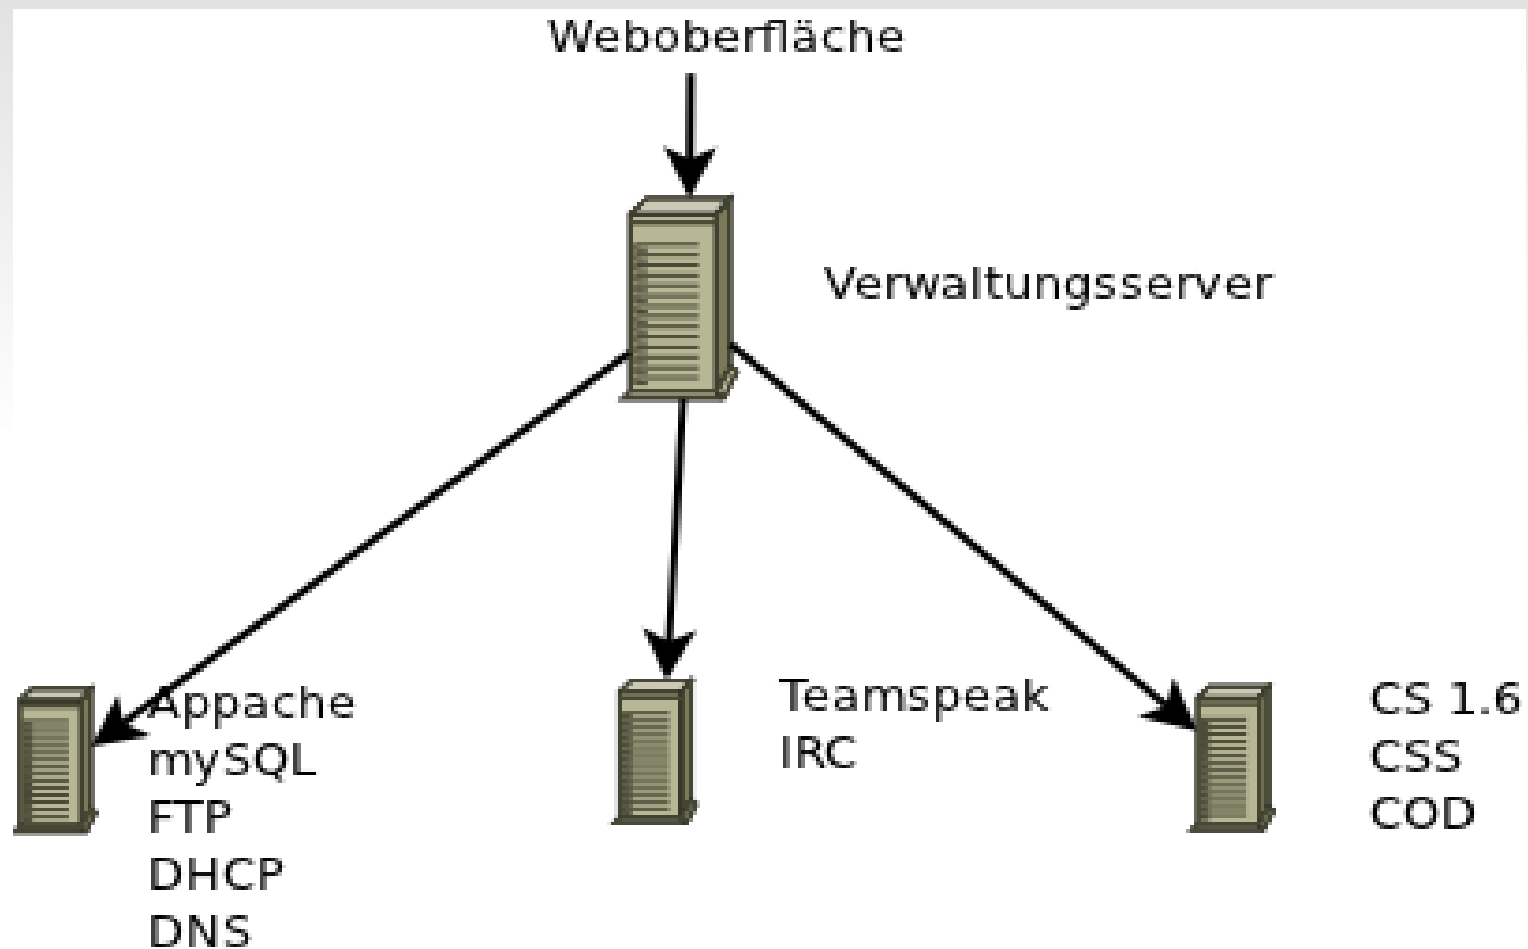 Weboberfläche
Verwaltungsserver
Appache
mySQL
FTP
DHCP
DNS
Teamspeak
IRC
CS 1.6
CSS
COD